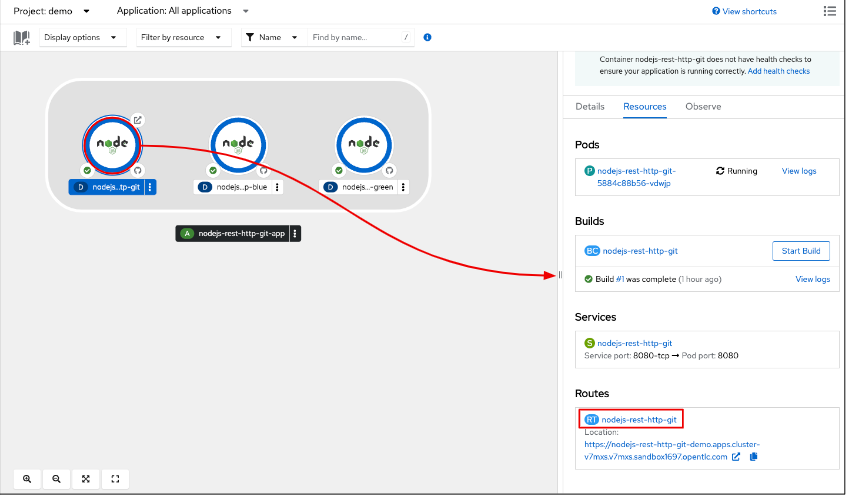 Project: demo
Application: All applications
View shortcuts
Display options
Filter by resource
Name
Find by name...
/
Container nodejs-rest-http-git does not have health checks to
ensure your application is running correctly. Add health checks
Details
Resources
Observe
node
node
node
D nodejs...tp-git
D nodejs...p-blue
D nodejs...-green
A nodejs-rest-http-git-app
Pods
P nodejs-rest-http-git-
5884c88b56-vdwjp
Running
View logs
Builds
BC nodejs-rest-http-git
Start Build
Build #1 was complete (1 hour ago)
View logs
Services
S nodejs-rest-http-git
Service port: 8080-tcp → Pod port: 8080
Routes
RT nodejs-rest-http-git
Location:
https://nodejs-rest-http-git-demo.apps.cluster-
v7mxs.v7mxs.sandbox1697.opentlc.com